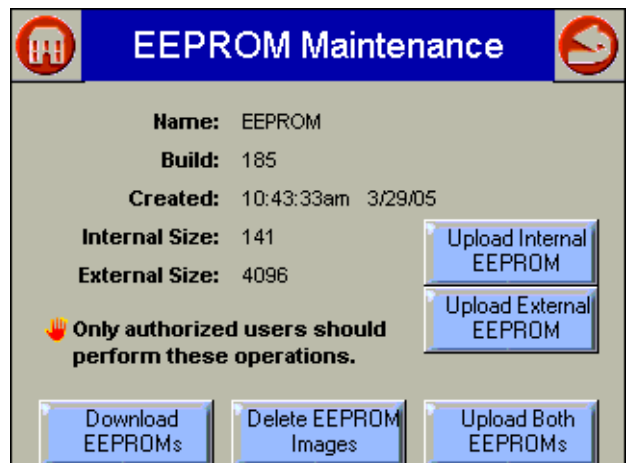 EEPROM Maintenance
Name: EEPROM
Build: 185
Created: 10:43:33am 3/29/05
Internal Size: 141
External Size: 4096
Upload Internal
EEPROM
Upload External
EEPROM
Only authorized users should
perform these operations.
Download
EEPROMs
Delete EEPROM
Images
Upload Both
EEPROMs